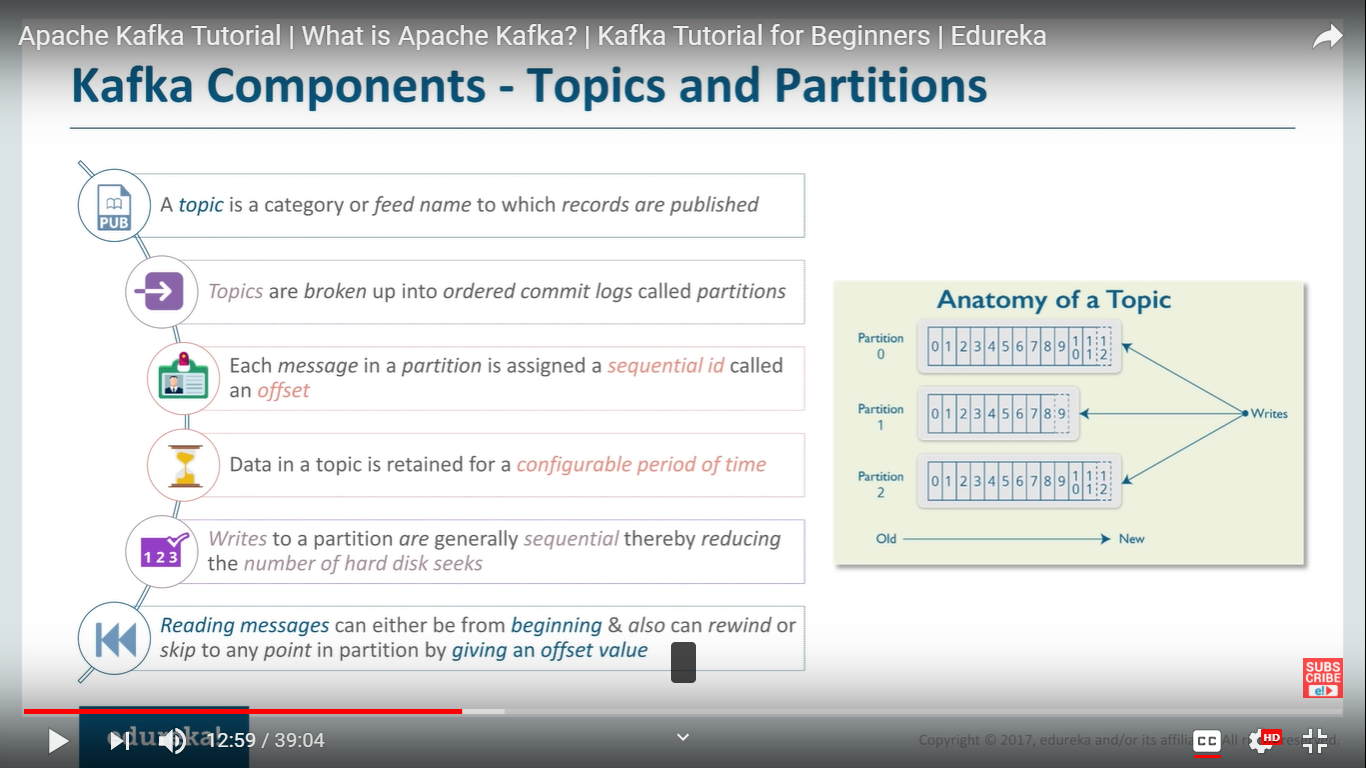 Apache Kafka Tutorial | What is Apache Kafka? | Kafka Tutorial for Beginners | Edureka
Kafka Components - Topics and Partitions
PUB
A topic is a category or feed name to which records are published
Topics are broken up into ordered commit logs called partitions
Each message in a partition is assigned a sequential id called
an offset
Data in a topic is retained for a configurable period of time
1 2 3
Writes to a partition are generally sequential thereby reducing
the number of hard disk seeks
Reading messages can either be from beginning & also can rewind or
skip to any point in partition by giving an offset value
Anatomy of a Topic
Partition
0
0 1 2 3 4 5 6 7 8 9 10 11 12
Partition
1
0 1 2 3 4 5 6 7 8 9
Writes
Partition
2
0 1 2 3 4 5 6 7 8 9 10 11 12
Old
New
SUBS
CRIBE
e!
edureka!
12:59 / 39:04
Copyright © 2017, edureka and/or its
All
CC
HD